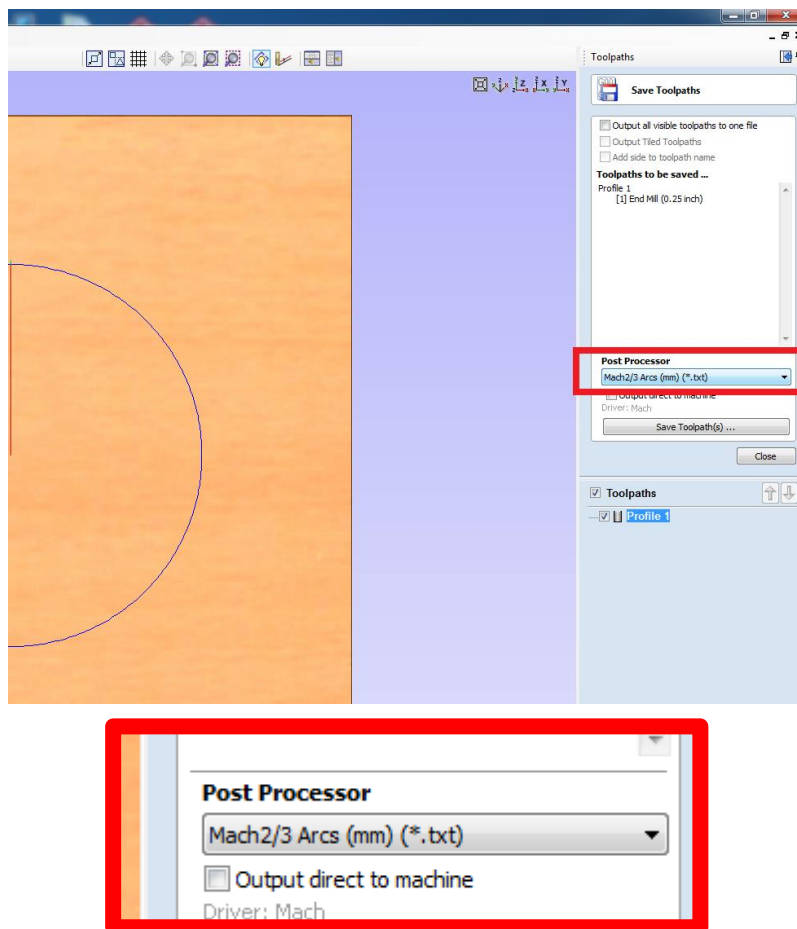 Toolpaths
Save Toolpaths
Output all visible toolpaths to one file
Output Tiled Toolpaths
Add side to toolpath name
Toolpaths to be saved ...
Profile 1
[1] End Mill (0.25 inch)
Post Processor
Mach2/3 Arcs (mm) (*.txt)
Output direct to machine
Driver: Mach
Save Toolpath(s) ...
Close
Toolpaths
Profile 1
Post Processor
Mach2/3 Arcs (mm) (*.txt)
Output direct to machine
Driver: Mach